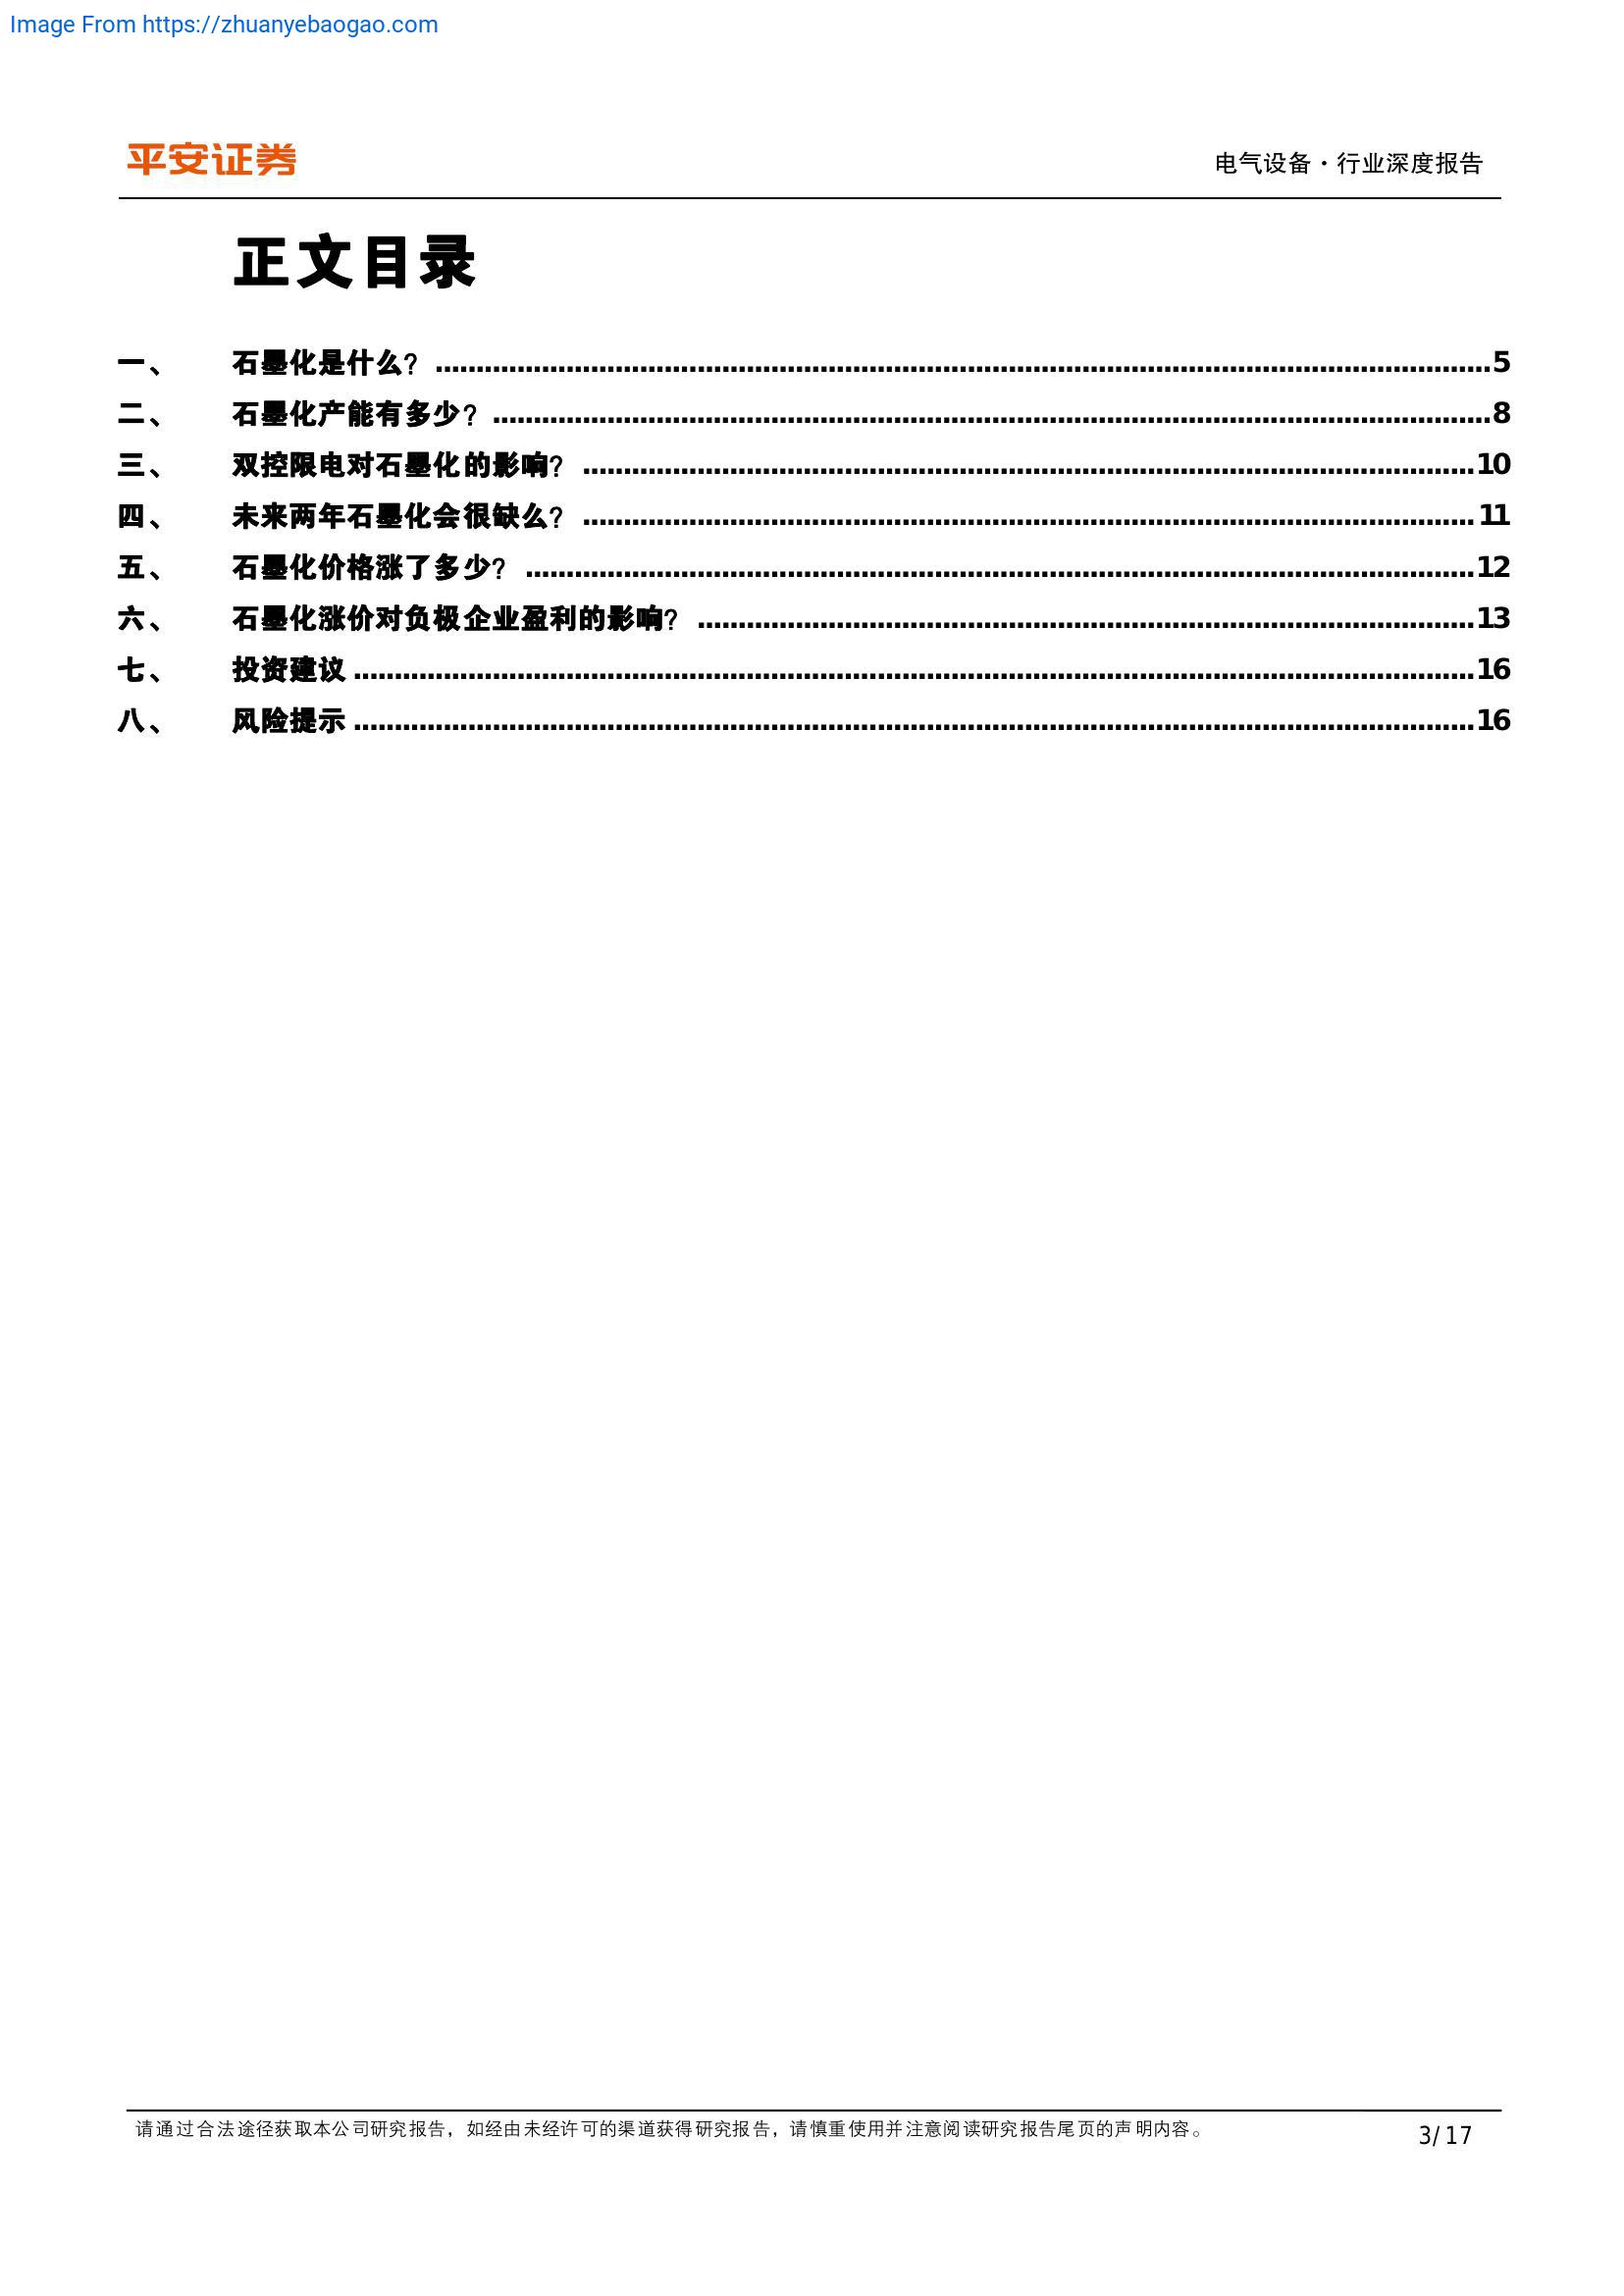 Image From https://zhuanyebaogao.com
平安证券
电气设备·行业深度报告
正文目录
一、 石墨化是什么？ 5
二、 石墨化产能有多少？ 8
三、 双控限电对石墨化的影响？ 10
四、 未来两年石墨化会很缺么？ 11
五、 石墨化价格涨了多少？ 12
六、 石墨化涨价对负极企业盈利的影响？ 13
七、 投资建议 16
八、 风险提示 16
请通过合法途径获取本公司研究报告，如经由未经许可的渠道获得研究报告，请慎重使用并注意阅读研究报告尾页的声明内容。
3/17